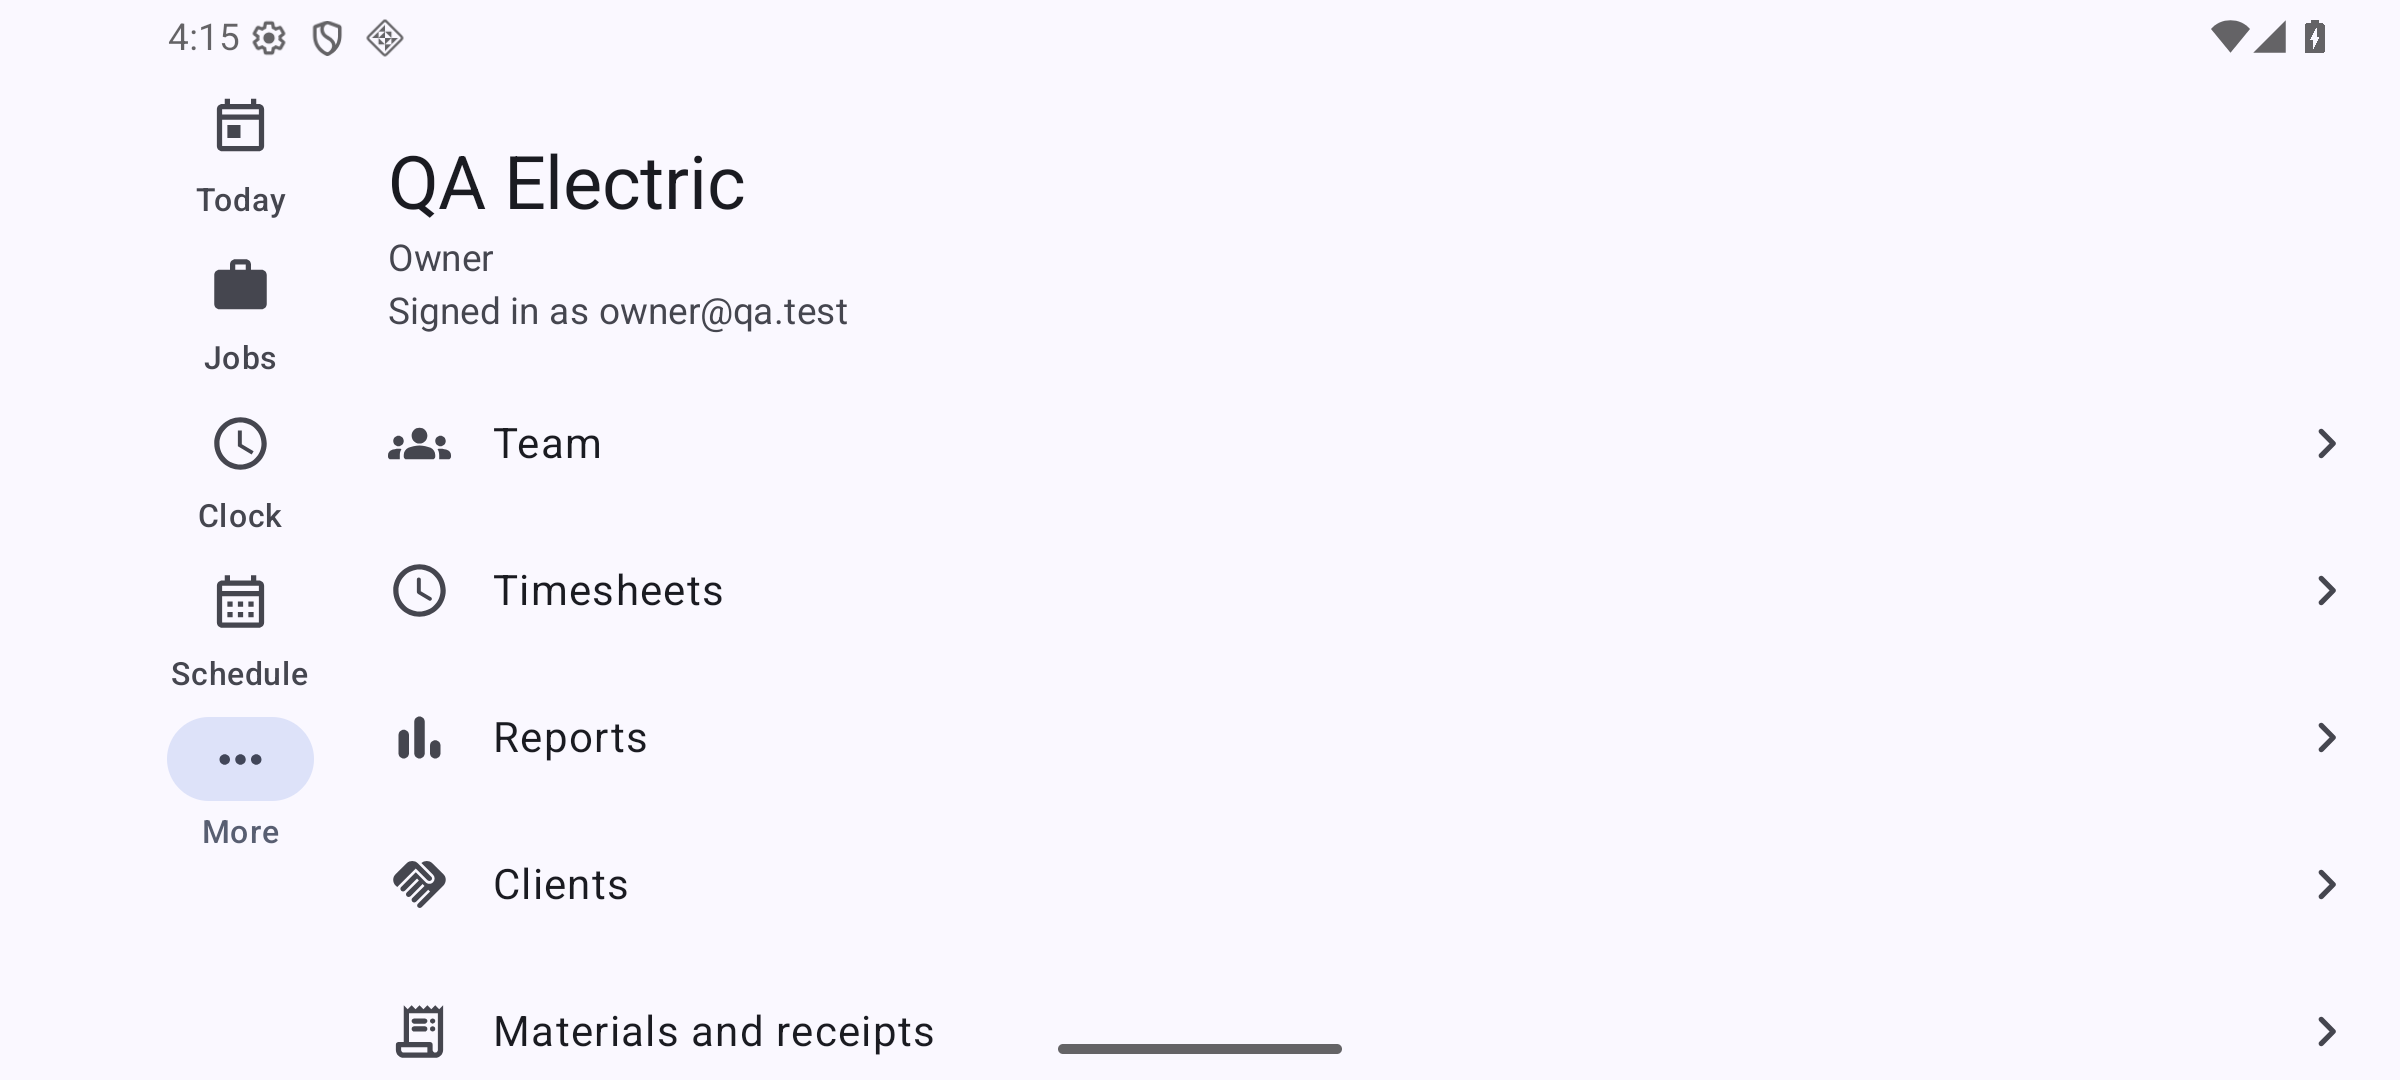 4:15
Today
Jobs
Clock
Schedule
More
QA Electric
Owner
Signed in as owner@qa.test
Team
Timesheets
Reports
Clients
Materials and receipts